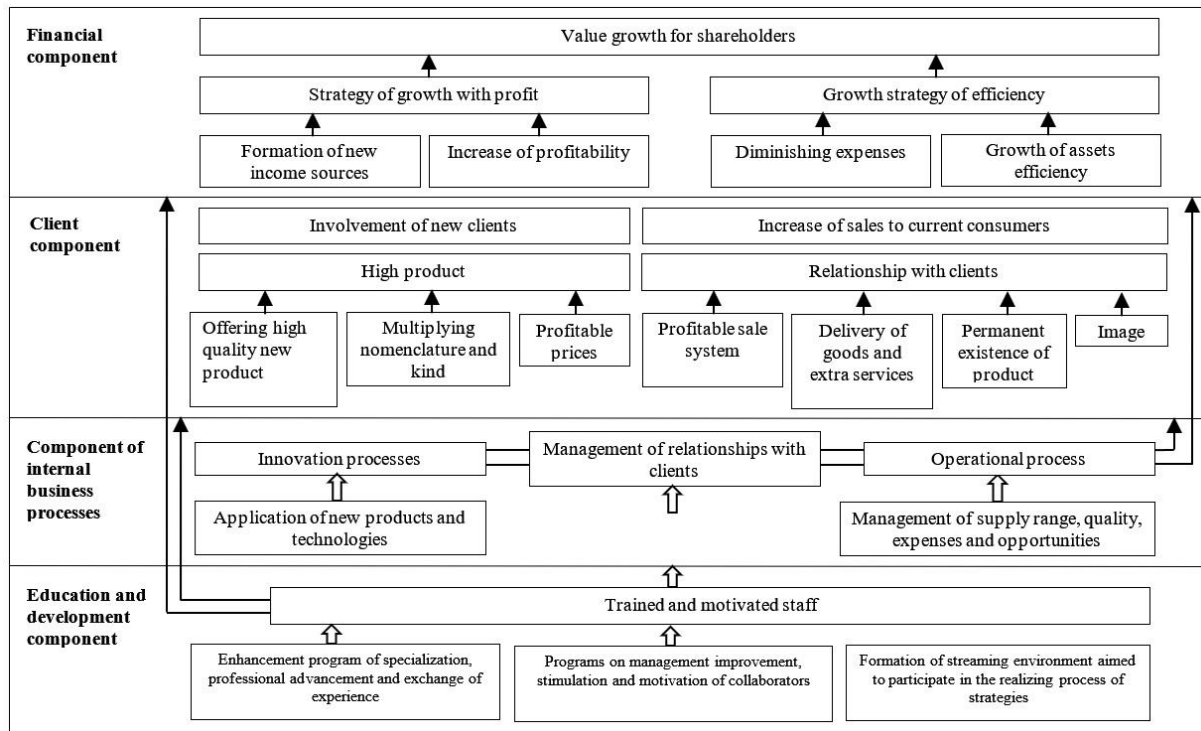 Financial
component
Value growth for shareholders
Strategy of growth with profit
Growth strategy of efficiency
Formation of new
income sources
Increase of profitability
Diminishing expenses
Growth of assets
efficiency
Client
component
Involvement of new clients
Increase of sales to current consumers
High product
Relationship with clients
Offering high
quality new
product
Multiplying
nomenclature and
kind
Profitable
prices
Profitable sale
system
Delivery of
goods and
extra services
Permanent
existence of
product
Image
Component of
internal
business
processes
Innovation processes
Management of relationships with
clients
Operational process
Application of new products and
technologies
Management of supply range, quality,
expenses and opportunities
Education and
development
component
Trained and motivated staff
Enhancement program of specialization,
professional advancement and exchange of
experience
Programs on management improvement,
stimulation and motivation of collaborators
Formation of streaming environment aimed
to participate in the realizing process of
strategies